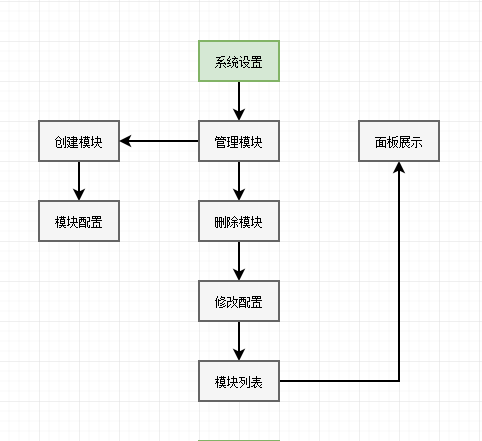 系统设置
创建模块
管理模块
面板展示
模块配置
删除模块
修改配置
模块列表